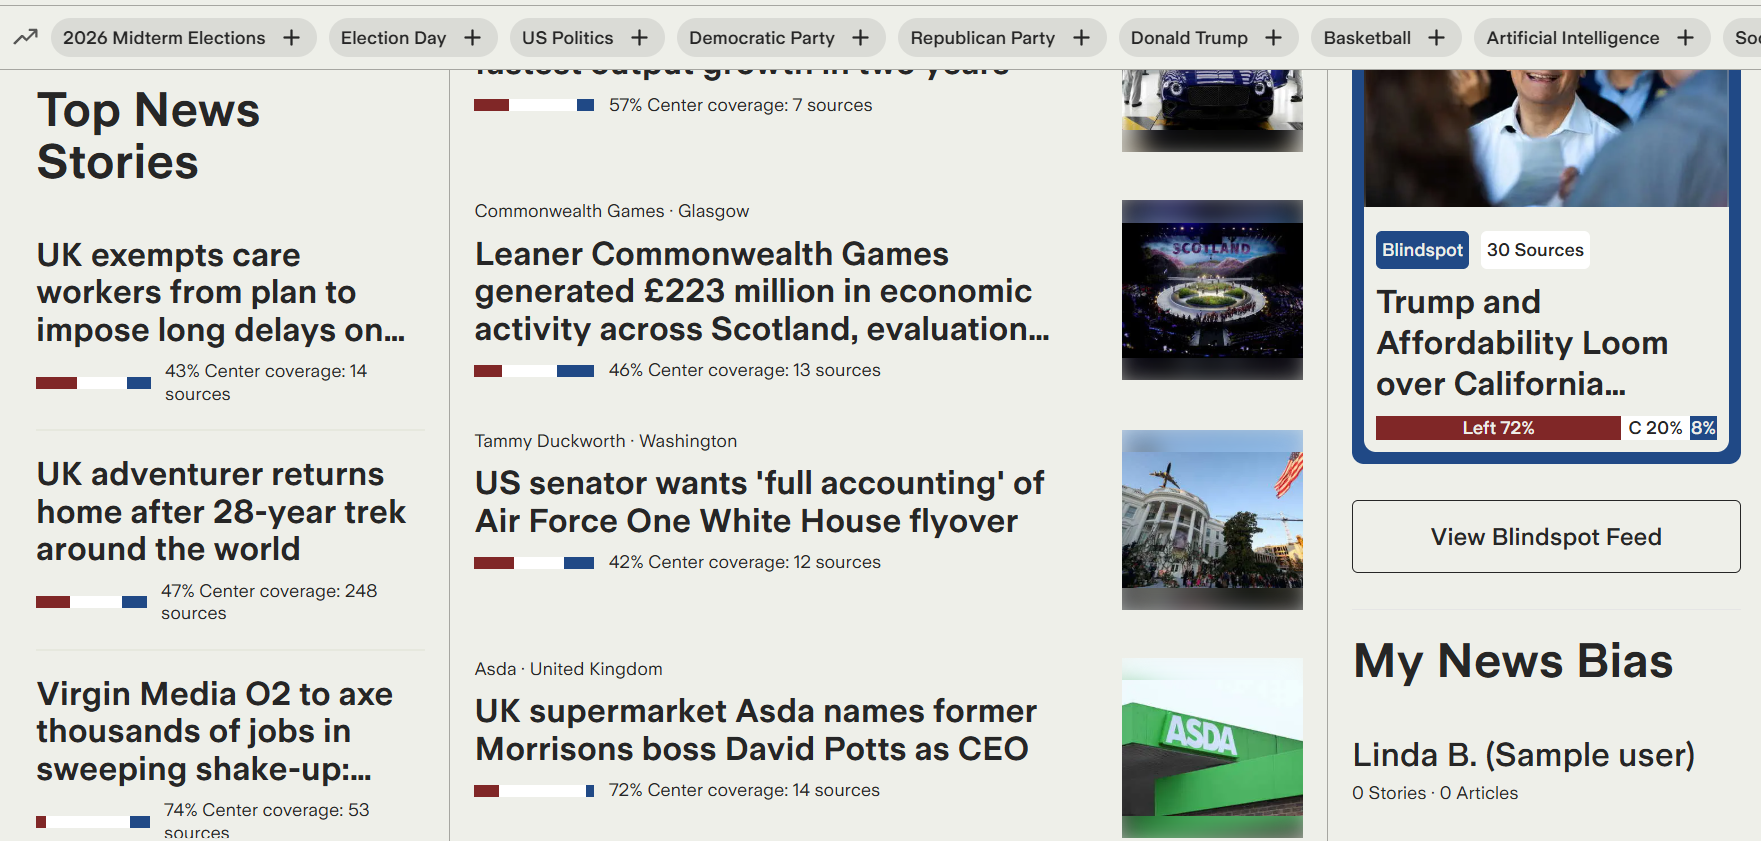 2026 Midterm Elections +
Election Day +
US Politics +
Democratic Party +
Republican Party +
Donald Trump +
Basketball +
Artificial Intelligence +
Top News
Stories
UK exempts care
workers from plan to
impose long delays on...
43% Center coverage: 14
sources
UK adventurer returns
home after 28-year trek
around the world
47% Center coverage: 248
sources
Virgin Media O2 to axe
thousands of jobs in
sweeping shake-up:...
74% Center coverage: 53
sources
fastest output growth in two years
57% Center coverage: 7 sources
Commonwealth Games · Glasgow
Leaner Commonwealth Games
generated £223 million in economic
activity across Scotland, evaluation...
46% Center coverage: 13 sources
SCOTLAND
Tammy Duckworth · Washington
US senator wants 'full accounting' of
Air Force One White House flyover
42% Center coverage: 12 sources
Asda · United Kingdom
UK supermarket Asda names former
Morrisons boss David Potts as CEO
72% Center coverage: 14 sources
ASDA
Blindspot
30 Sources
Trump and
Affordability Loom
over California...
Left 72% C 20% 8%
View Blindspot Feed
My News Bias
Linda B. (Sample user)
0 Stories · 0 Articles